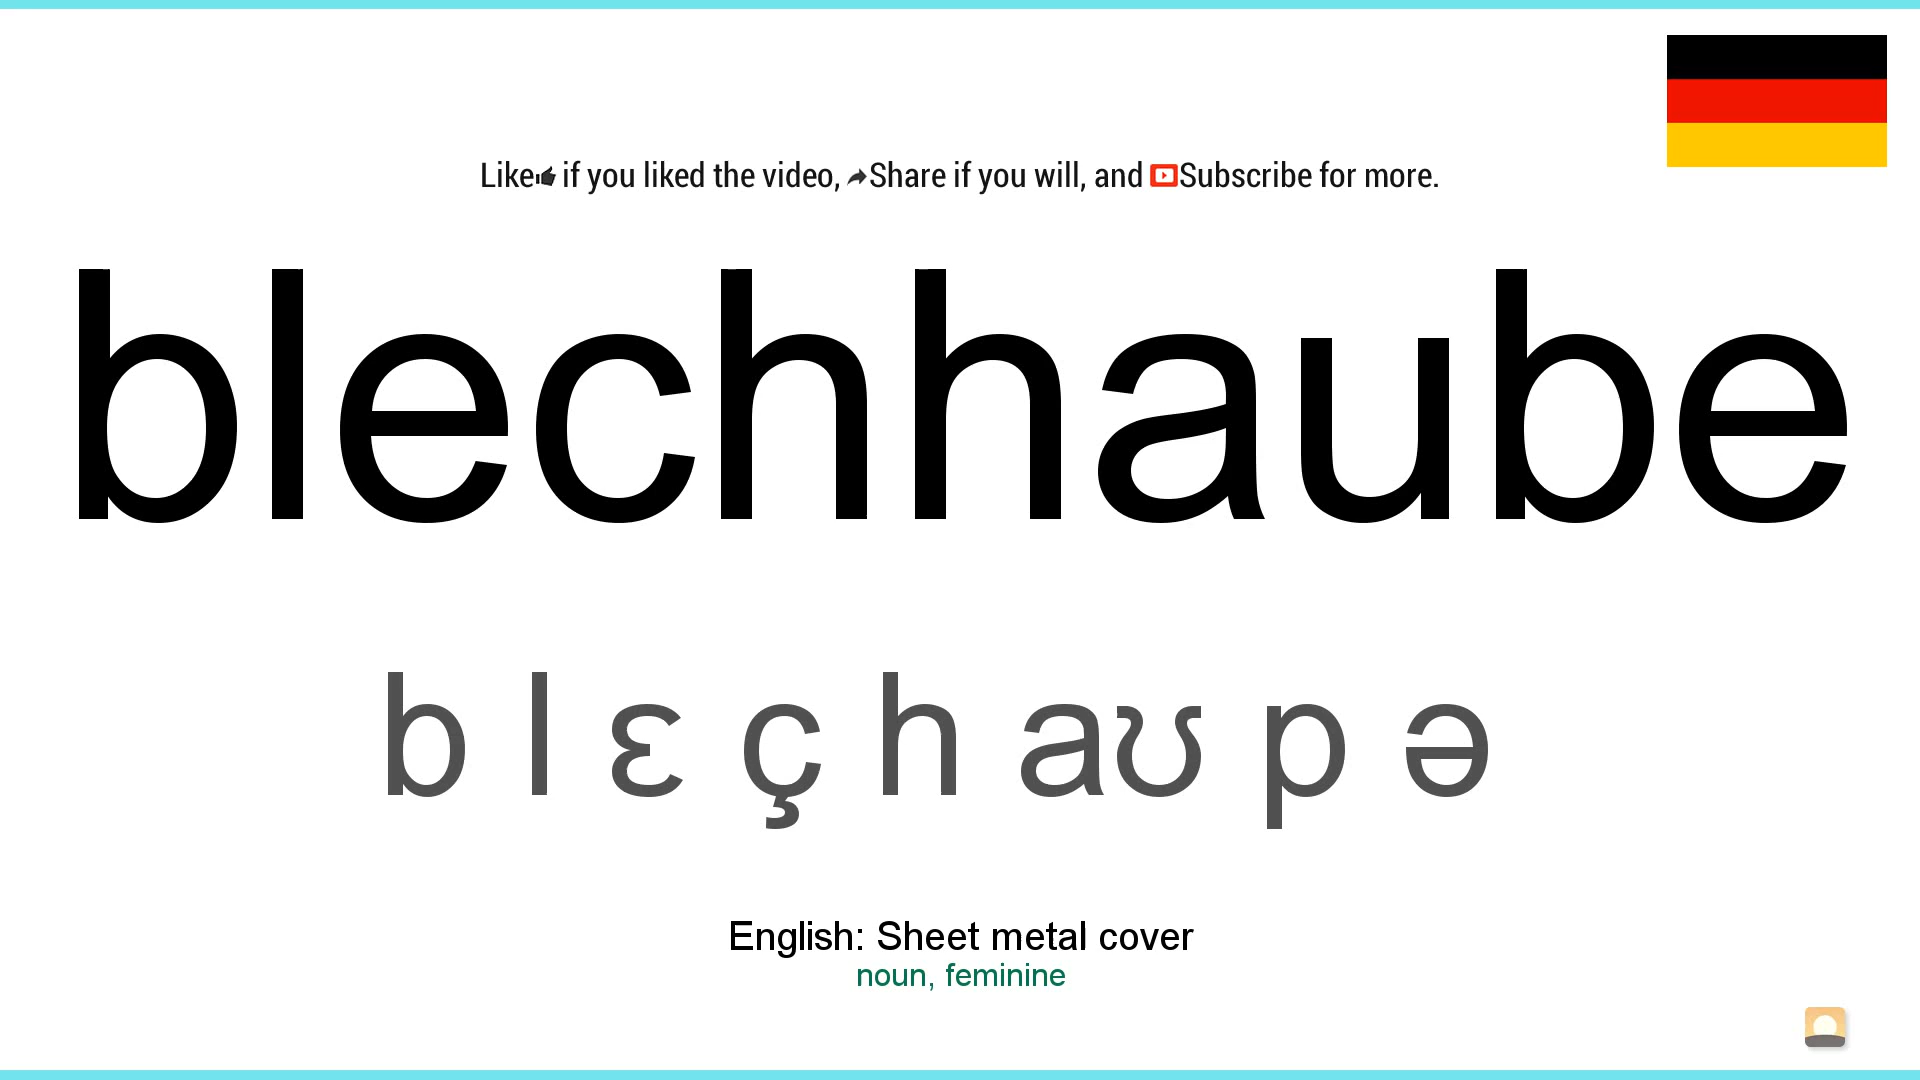 Like if you liked the video, Share if you will, and Subscribe for more.
blechhaube
b l ɛ ç h aʊ p ə
English: Sheet metal cover
noun, feminine